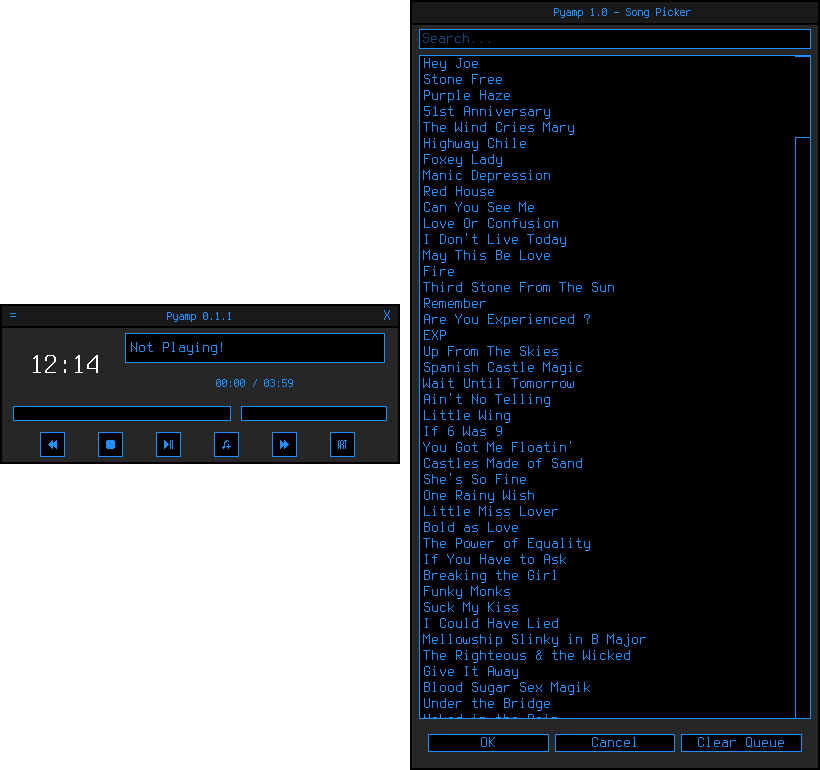 Pyamp 1.0 - Song Picker
Search...
Hey Joe
Stone Free
Purple Haze
51st Anniversary
The Wind Cries Mary
Highway Chile
Foxey Lady
Manic Depression
Red House
Can You See Me
Love Or Confusion
I Don't Live Today
May This Be Love
Fire
Third Stone From The Sun
Remember
Are You Experienced ?
EXP
Up From The Skies
Spanish Castle Magic
Wait Until Tomorrow
Ain't No Telling
Little Wing
If 6 Was 9
You Got Me Floatin'
Castles Made of Sand
She's So Fine
One Rainy Wish
Little Miss Lover
Bold as Love
The Power of Equality
If You Have to Ask
Breaking the Girl
Funky Monks
Suck My Kiss
I Could Have Lied
Mellowship Slinky in B Major
The Righteous & the Wicked
Give It Away
Blood Sugar Sex Magik
Under the Bridge
Naked in the Rain
OK Cancel Clear Queue
= Pyamp 0.1.1 X
Not Playing!
12:14
00:00 / 03:59
ART